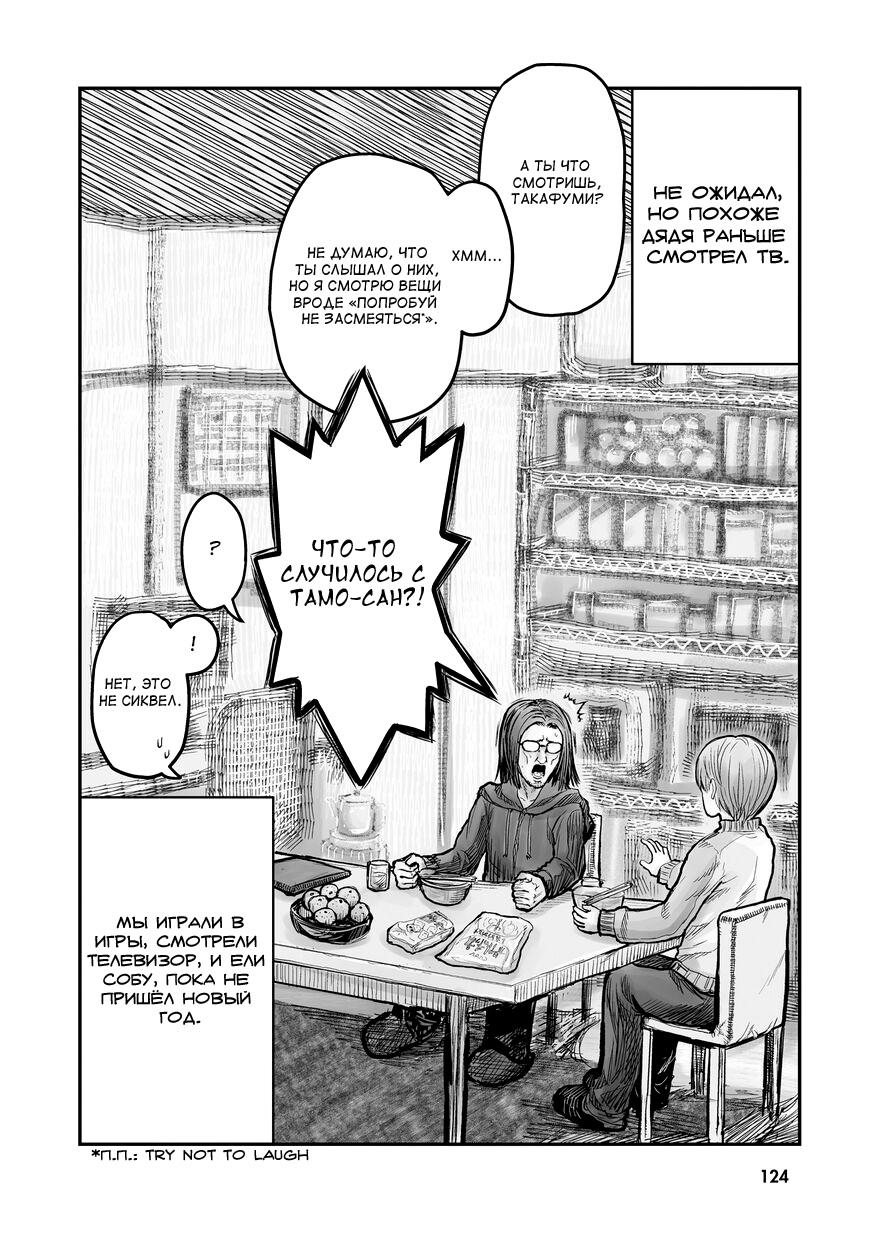 НЕ ОЖИДАЛ,
НО ПОХОЖЕ
ДЯДЯ РАНЬШЕ
СМОТРЕЛ ТВ.
А ТЫ ЧТО
СМОТРИШЬ,
ТАКАФУМИ?
ХММ...
НЕ ДУМАЮ, ЧТО
ТЫ СЛЫШАЛ О НИХ,
НО Я СМОТРЮ ВЕЩИ
ВРОДЕ «ПОПРОБУЙ
НЕ ЗАСМЕЯТЬСЯ*».
ЧТО-ТО
СЛУЧИЛОСЬ С
ТАМО-САН?!
?
!
НЕТ, ЭТО
НЕ СИКВЕЛ.
МЫ ИГРАЛИ В
ИГРЫ, СМОТРЕЛИ
ТЕЛЕВИЗОР, И ЕЛИ
СОБУ, ПОКА НЕ
ПРИШЁЛ НОВЫЙ
ГОД.
*П.П.: TRY NOT TO LAUGH
124